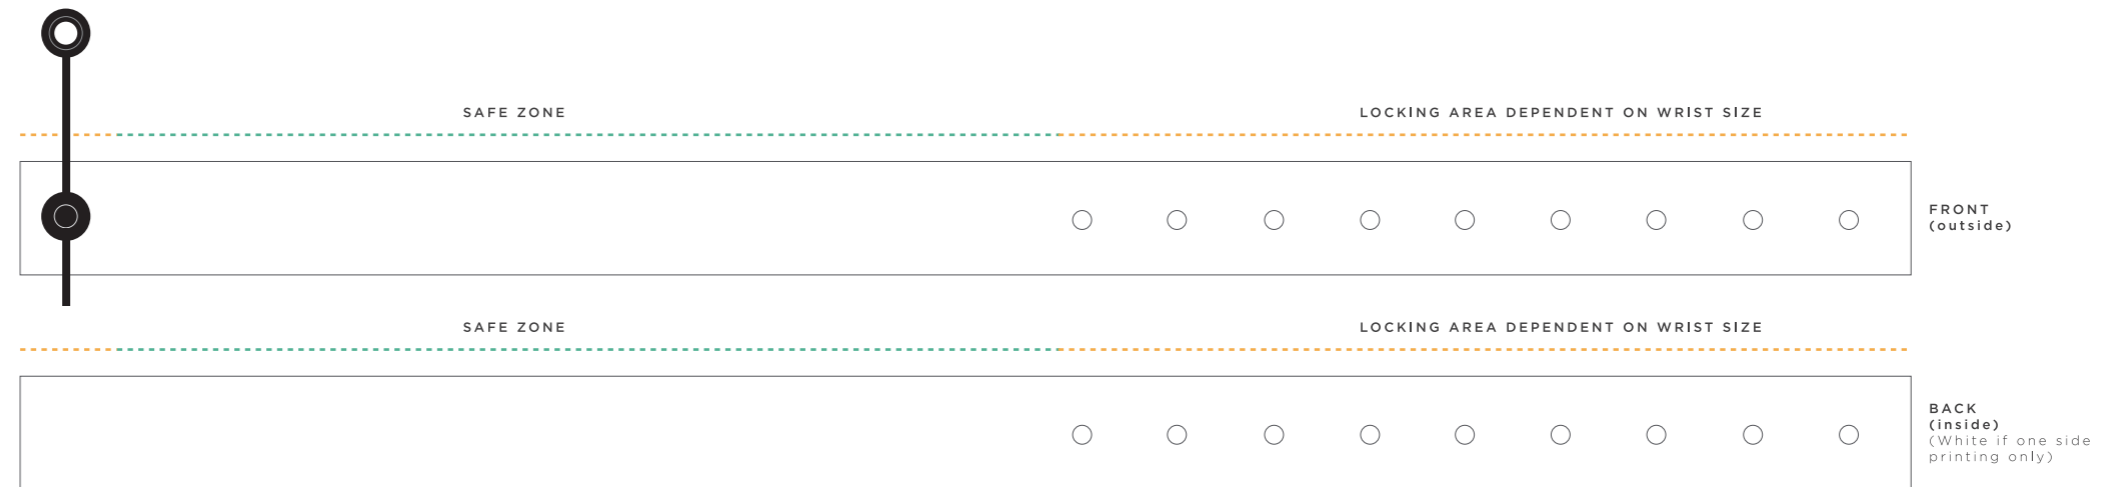 SAFE ZONE
LOCKING AREA DEPENDENT ON WRIST SIZE
FRONT
(outside)
SAFE ZONE
LOCKING AREA DEPENDENT ON WRIST SIZE
BACK
(inside)
(White if one side
printing only)